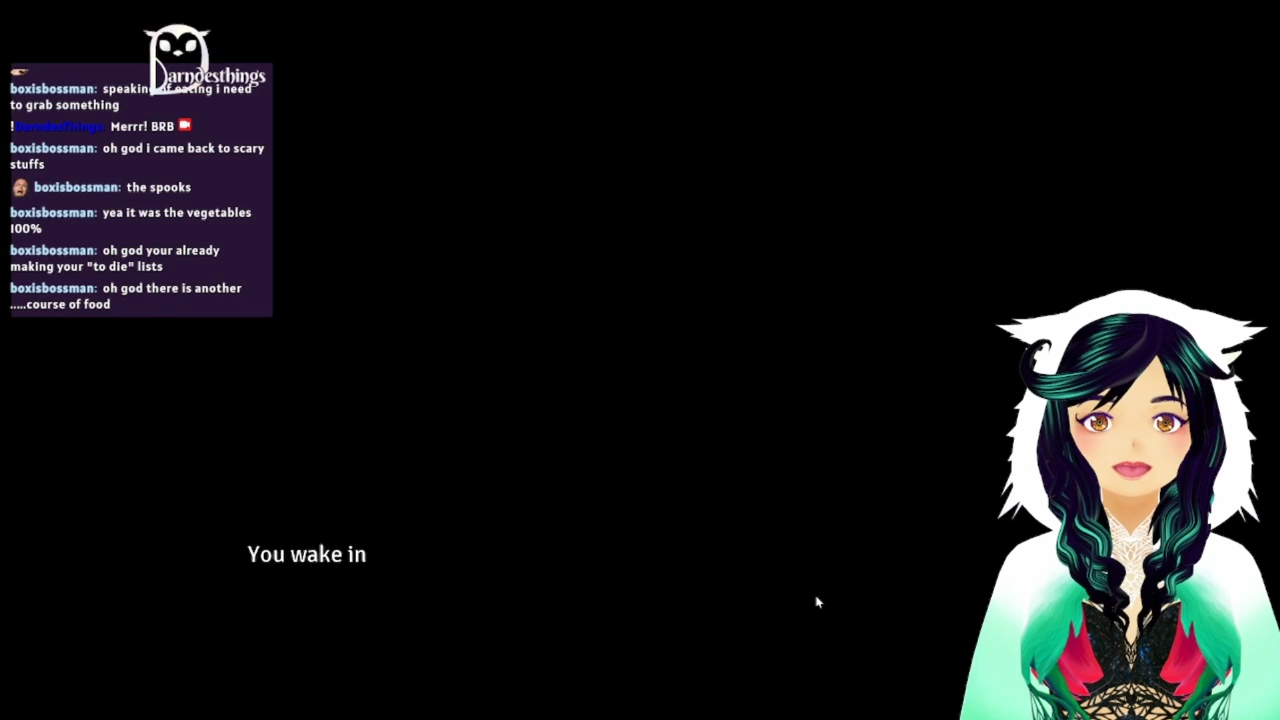 Darndesthings
boxisbossman: speaking of eating i need
to grab something
!DarndesThings: Merrr! BRB
boxisbossman: oh god i came back to scary
stuffs
boxisbossman: the spooks
boxisbossman: yea it was the vegetables
100%
boxisbossman: oh god your already
making your "to die" lists
boxisbossman: oh god there is another
.....course of food
You wake in